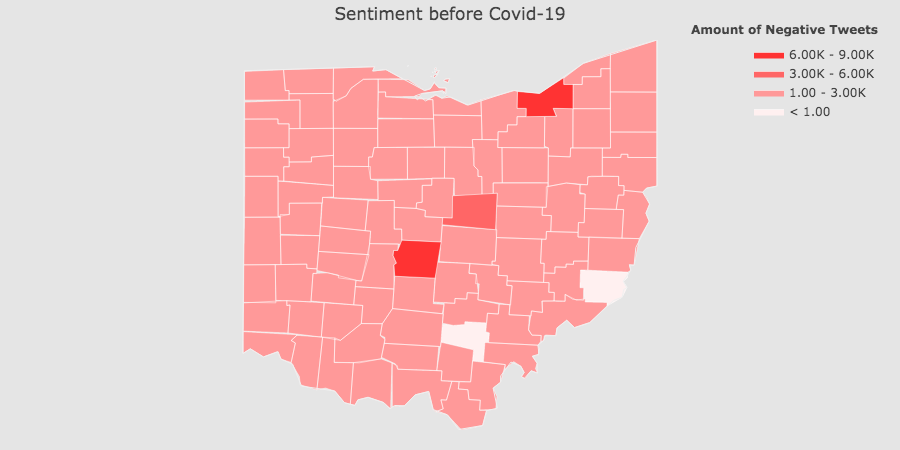 Sentiment before Covid-19
Amount of Negative Tweets
6.00K - 9.00K
3.00K - 6.00K
1.00 - 3.00K
< 1.00